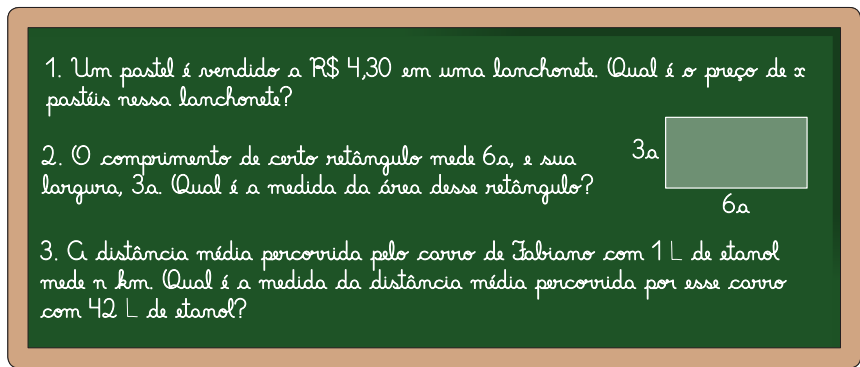 1. Um pastel é vendido a R$ 4,30 em uma lanchonete. Qual é o preço de x
pastéis nessa lanchonete?
2. O comprimento de certo retângulo mede 6a, e sua
largura, 3a. Qual é a medida da área desse retângulo?
3a
6a
3. A distância média percorrida pelo carro de Fabiano com 1 L de etanol
mede n km. Qual é a medida da distância média percorrida por esse carro
com 42 L de etanol?